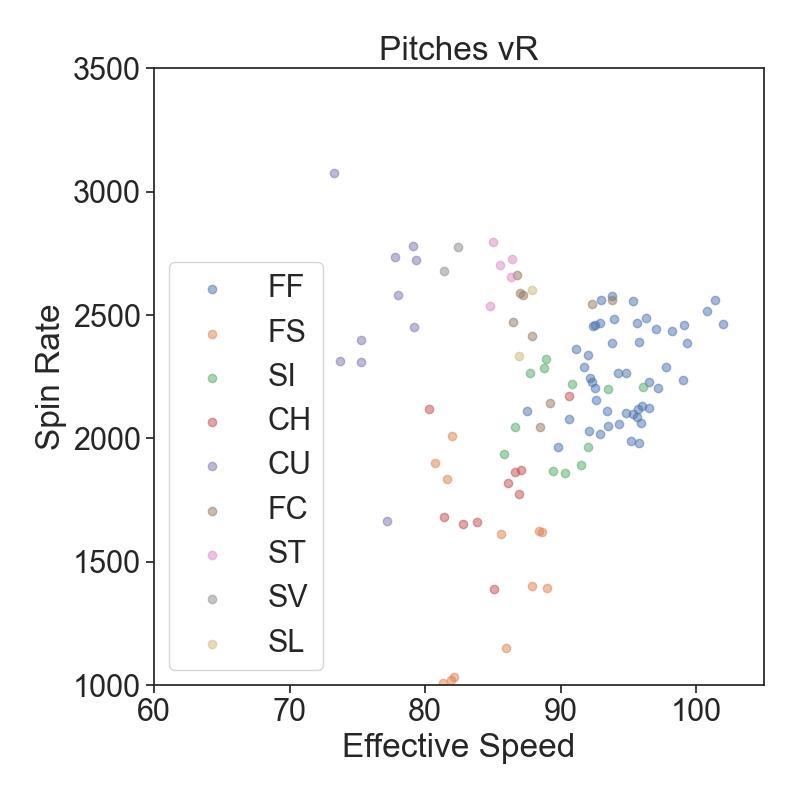 Pitches vR
3500
3000
2500
2000
1500
1000
Spin Rate
FF
FS
SI
CH
CU
FC
ST
SV
SL
60 70 80 90 100
Effective Speed